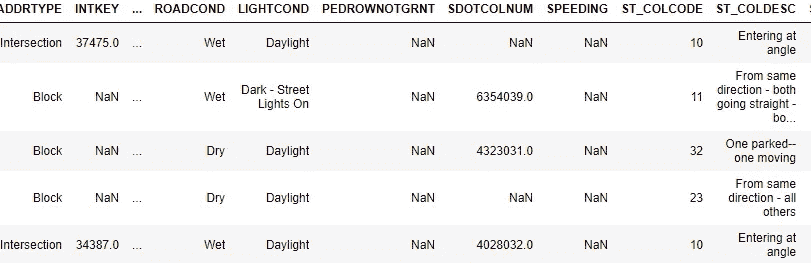 ADDRTYPE INTKEY ... ROADCOND LIGHTCOND PEDROWNOTGRNT SDOTCOLNUM SPEEDING ST_COLCODE ST_COLDESC
Intersection 37475.0 ... Wet Daylight NaN NaN NaN 10 Entering at
angle
Block NaN ... Wet Dark - Street
Lights On NaN 6354039.0 NaN 11 From same
direction - both
going straight -
bo...
Block NaN ... Dry Daylight NaN 4323031.0 NaN 32 One parked--
one moving
Block NaN ... Dry Daylight NaN NaN NaN 23 From same
direction - all
others
Intersection 34387.0 ... Wet Daylight NaN 4028032.0 NaN 10 Entering at
angle